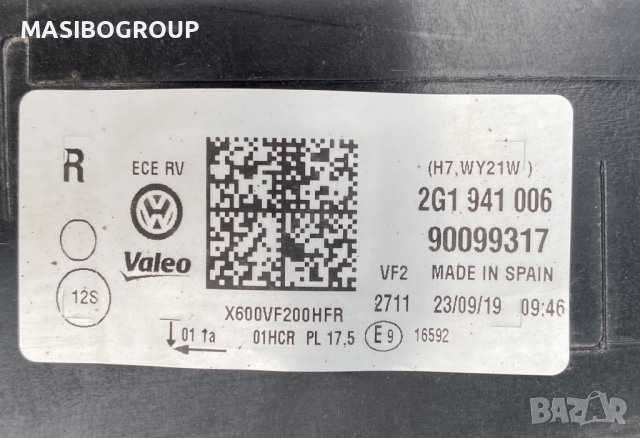 MASIBOGROUP
R
ECE RV
Valeo
12S
(H7,WY21W)
2G1 941 006
90099317
VF2 MADE IN SPAIN
X600VF200HFR
2711 23/09/19 09:46
01 1a 01HCR PL 17,5 E9 16592
BAZAR